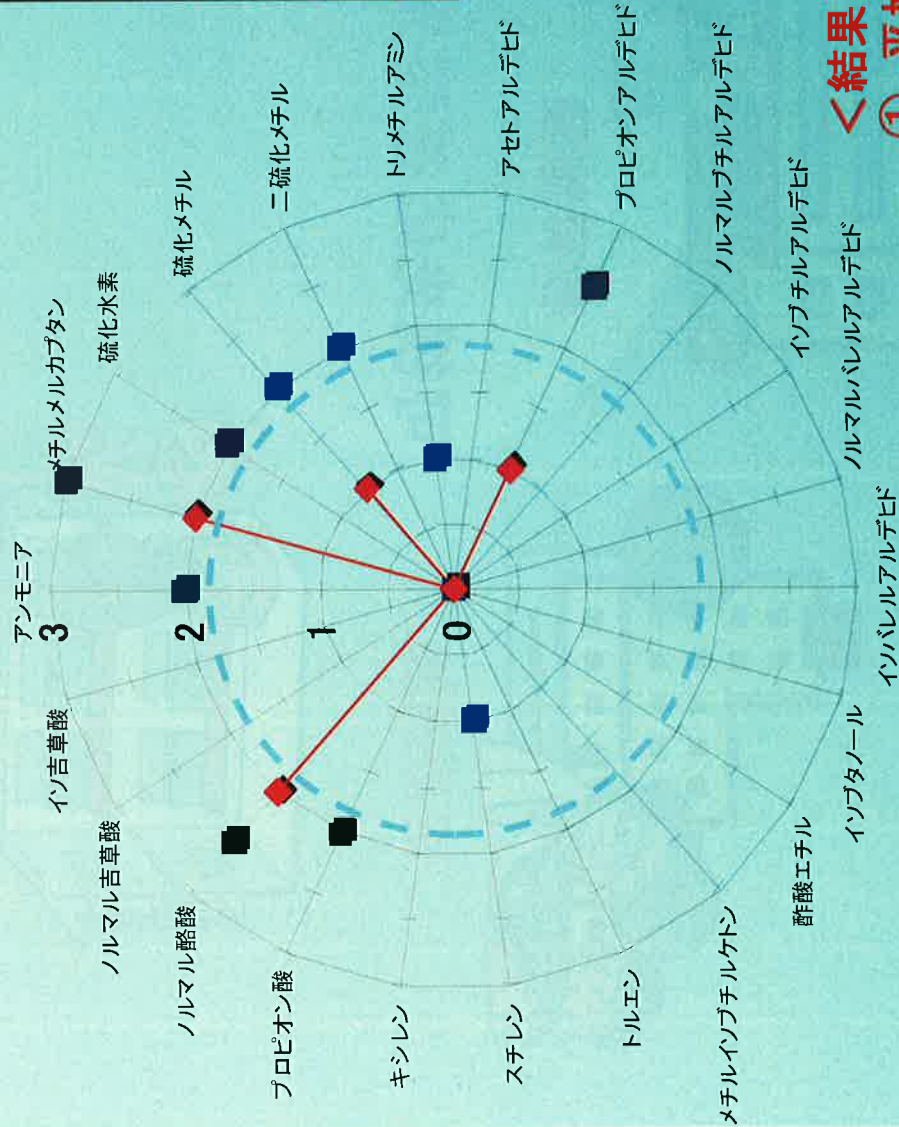 アンモニア
メチルメルカプタン
硫化水素
硫化メチル
二硫化メチル
トリメチルアミン
アセトアルデヒド
プロピオンアルデヒド
ノルマルブチルアルデヒド
イソブチルアルデヒド
ノルマルバレルアルデヒド
イソバレルアルデヒド
イソブタノール
酢酸エチル
メチルイソブチルケトン
トルエン
スチレン
キシレン
プロピオン酸
ノルマル酪酸
ノルマル吉草酸
イソ吉草酸
3
2
1
0
<結果
①